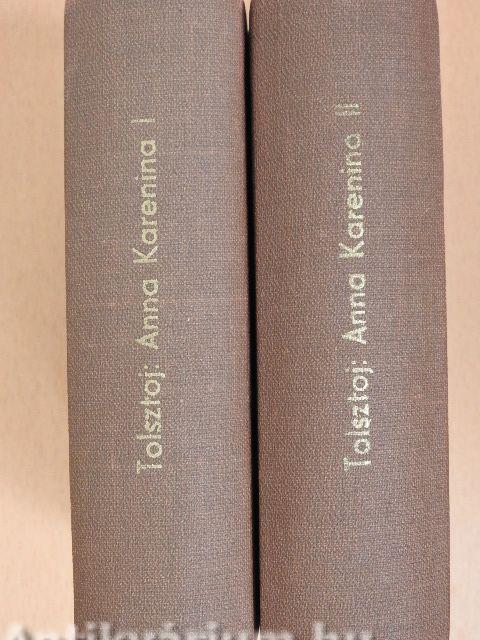 Tolsztoj: Anna Karenina I
Tolsztoj: Anna Karenina II